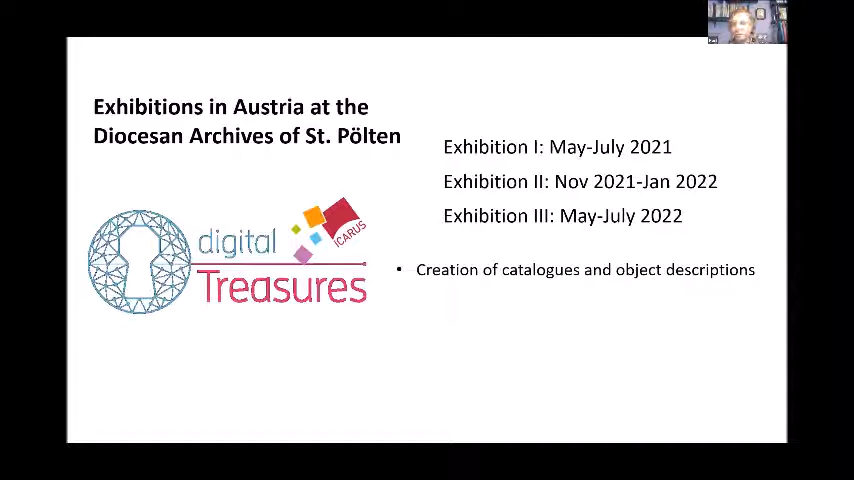 Exhibitions in Austria at the
Diocesan Archives of St. Pölten
Exhibition I: May-July 2021
Exhibition II: Nov 2021-Jan 2022
Exhibition III: May-July 2022
digital
Treasures
ICARUS
• Creation of catalogues and object descriptions